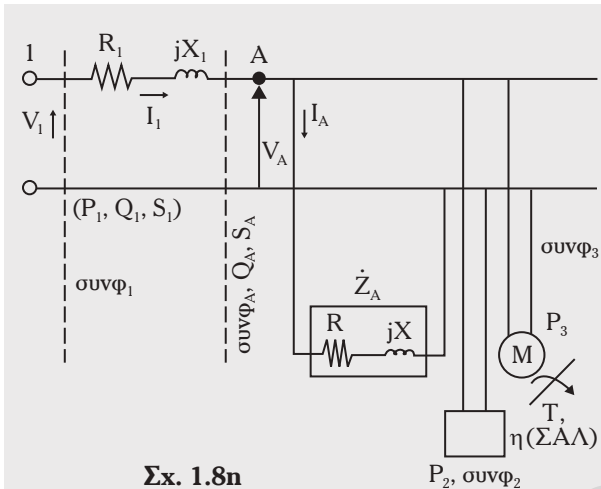 1
R₁
jX₁
A
V₁
I₁
V_A
I_A
(P₁, Q₁, S₁)
συνφ₁
συνφ_A, Q_A, S_A
Ż_A
R
jX
συνφ₃
P₃
M
T,
η(ΣΑΛ)
P₂, συνφ₂
Σχ. 1.8η